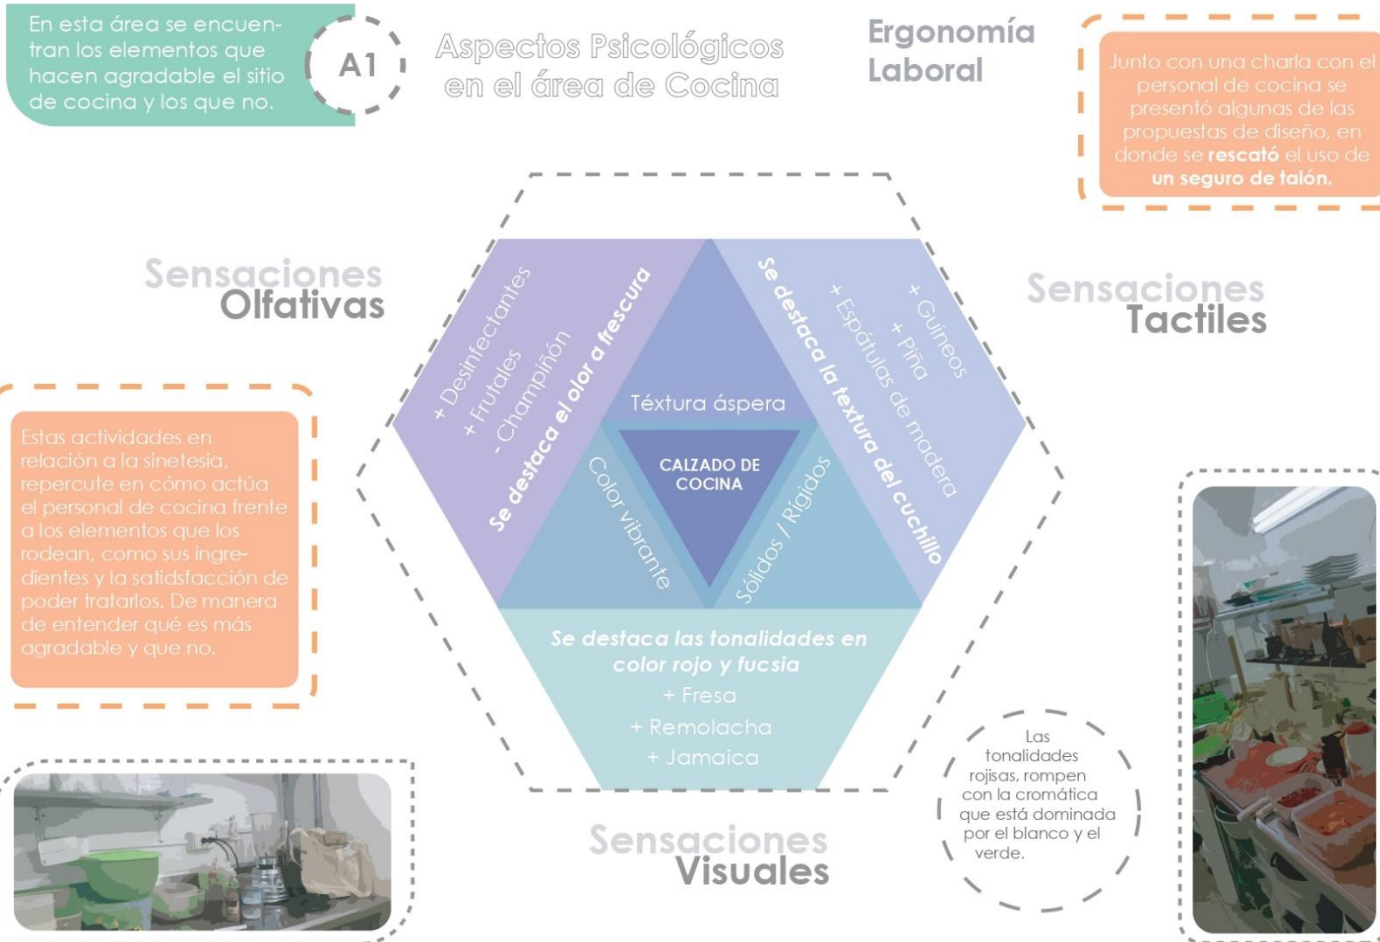 En esta área se encuen-
tran los elementos que
hacen agradable el sitio
de cocina y los que no.
A1
Aspectos Psicológicos
en el área de Cocina
Ergonomía
Laboral
Junto con una charla con el
personal de cocina se
presentó algunas de las
propuestas de diseño, en
donde se rescató el uso de
un seguro de talón.
Sensaciones
Olfativas
+ Desinfectantes
+ Frutales
- Champiñón
Se destaca el olor a frescura
Se destaca la textura del cuchillo
+ Espátulas de madera
+ Piña
+ Guineos
Sensaciones
Tactiles
Téxtura áspera
Color vibrante
Sólidos / Rígidos
CALZADO DE
COCINA
Estas actividades en
relación a la sinetesia,
repercute en cómo actúa
el personal de cocina frente
a los elementos que los
rodean, como sus ingre-
dientes y la satidsfacción de
poder tratarlos. De manera
de entender qué es más
agradable y que no.
Se destaca las tonalidades en
color rojo y fucsia
+ Fresa
+ Remolacha
+ Jamaica
Sensaciones
Visuales
Las
tonalidades
rojisas, rompen
con la cromática
que está dominada
por el blanco y el
verde.